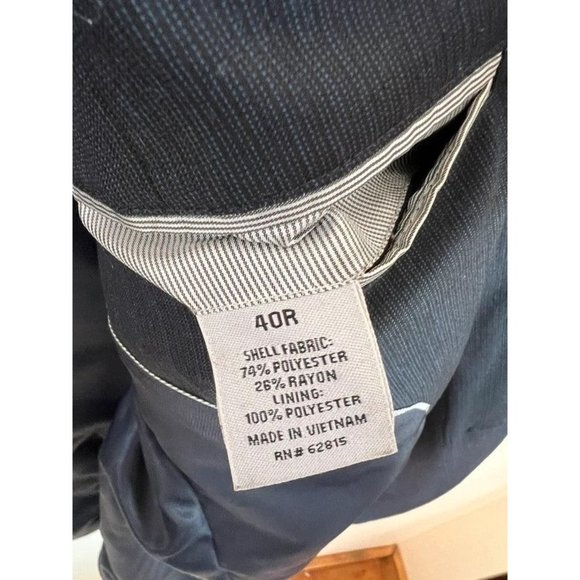 40R
SHELL FABRIC:
74% POLYESTER
26% RAYON
LINING:
100% POLYESTER
MADE IN VIETNAM
RN# 62815